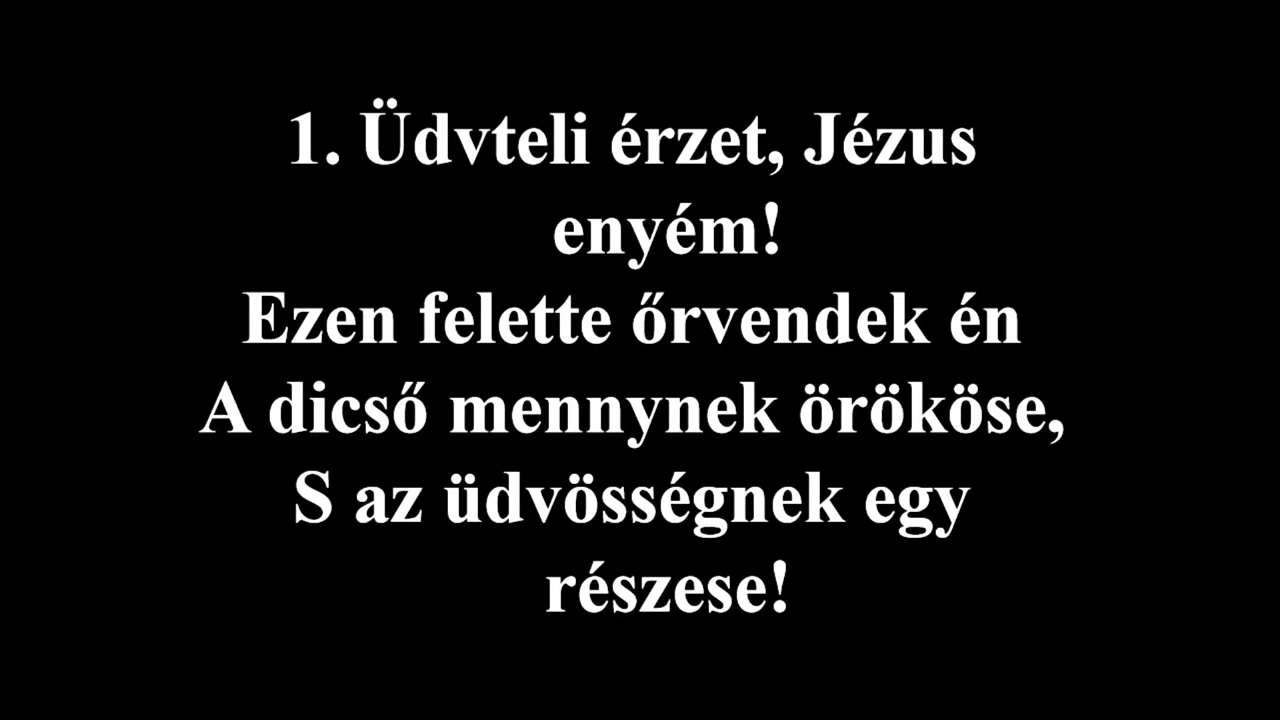 1. Üdvteli érzet, Jézus
enyém!
Ezen felette őrvendek én
A dicső mennynek örököse,
S az üdvösségnek egy
részese!